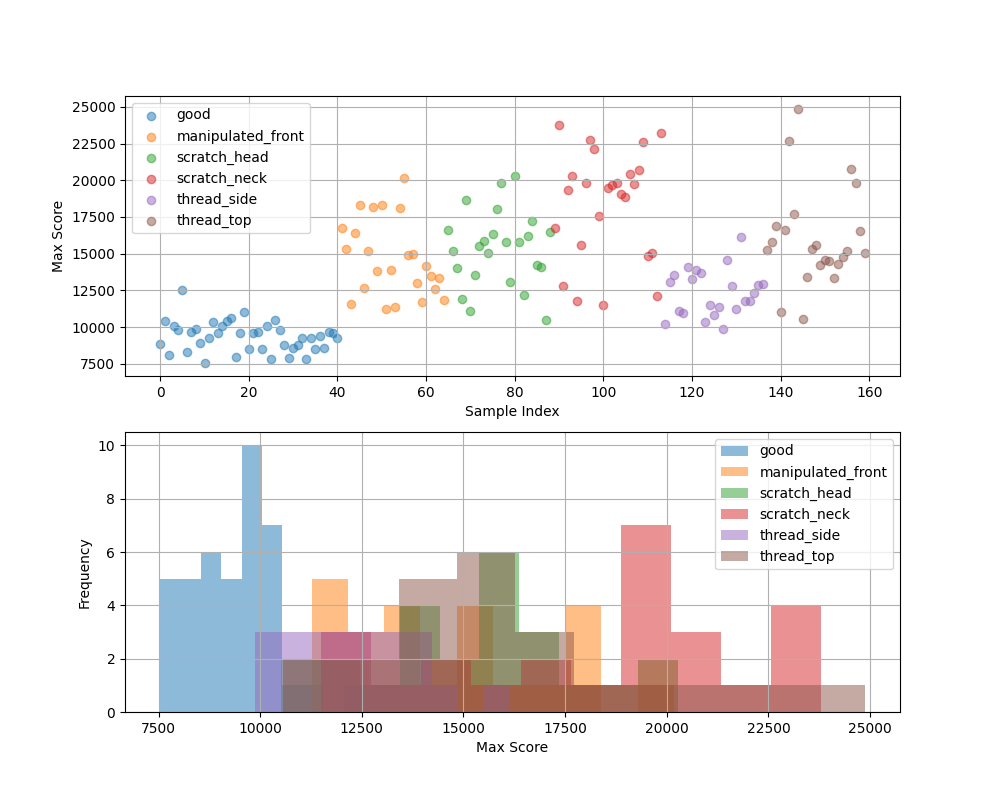 25000
22500
20000
17500
15000
12500
10000
7500
Max Score
good
manipulated_front
scratch_head
scratch_neck
thread_side
thread_top
0 20 40 60 80 100 120 140 160
Sample Index
10
8
6
4
2
0
Frequency
good
manipulated_front
scratch_head
scratch_neck
thread_side
thread_top
7500 10000 12500 15000 17500 20000 22500 25000
Max Score